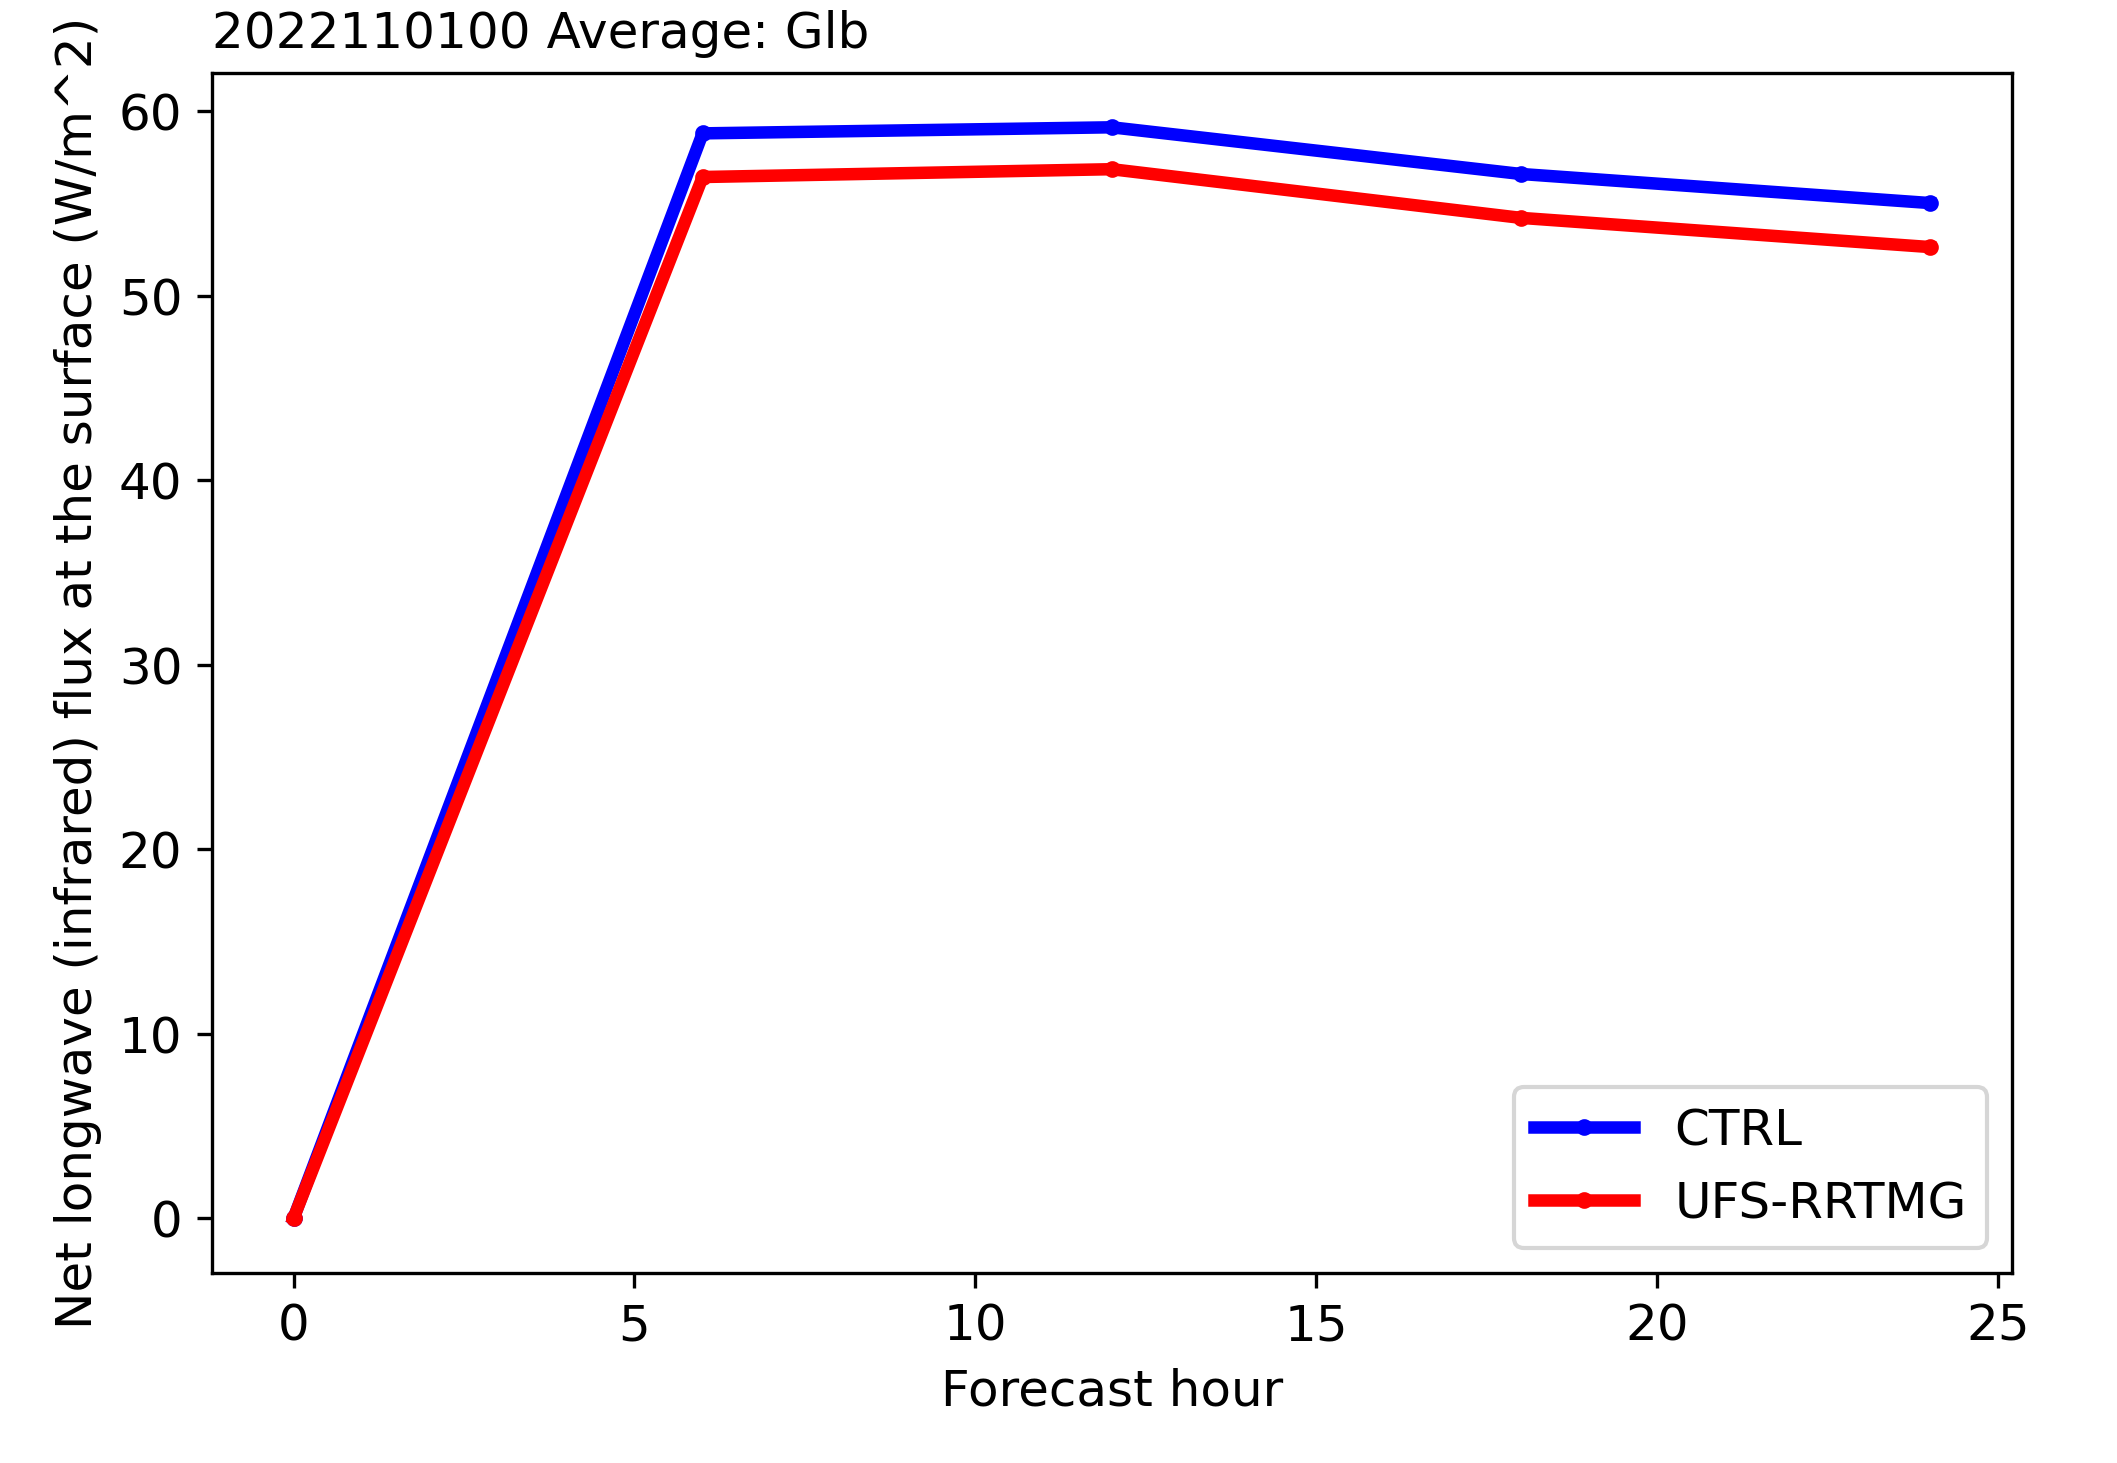 2022110100 Average: Glb
Net longwave (infrared) flux at the surface (W/m^2)
60
50
40
30
20
10
0
0 5 10 15 20 25
Forecast hour
CTRL
UFS-RRTMG